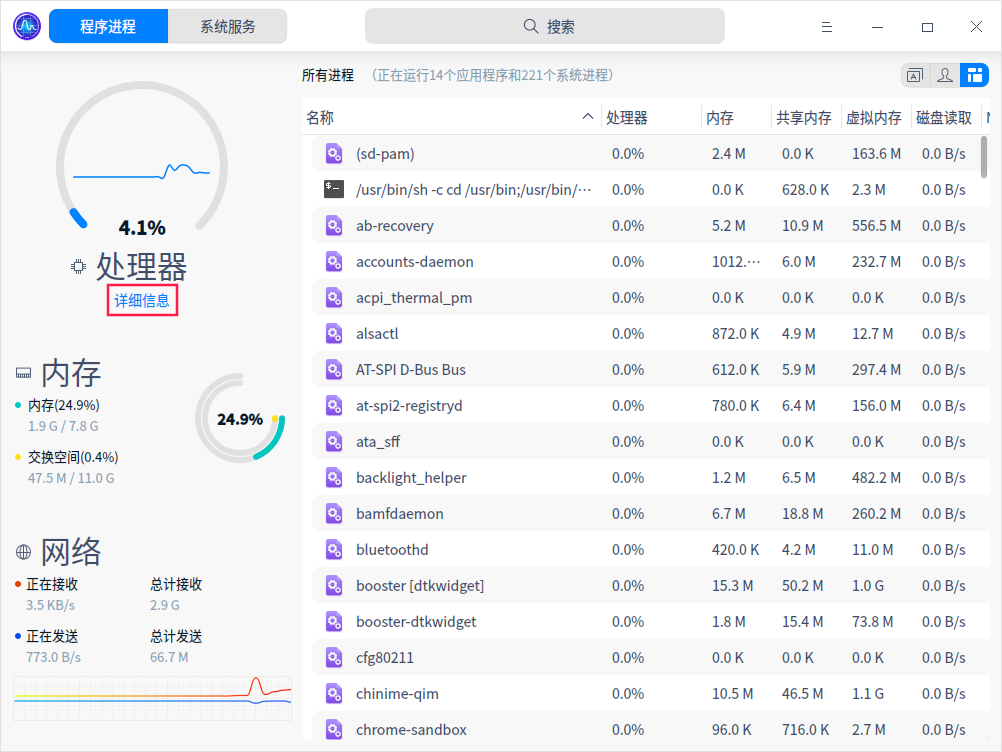 程序进程 系统服务 搜索
所有进程 (正在运行14个应用程序和221个系统进程)
名称 处理器 内存 共享内存 虚拟内存 磁盘读取
4.1%
处理器
详细信息
内存
内存(24.9%)
1.9 G / 7.8 G
交换空间(0.4%)
47.5 M / 11.0 G
24.9%
网络
正在接收 总计接收
3.5 KB/s 2.9 G
正在发送 总计发送
773.0 B/s 66.7 M
(sd-pam) 0.0% 2.4 M 0.0 K 163.6 M 0.0 B/s
/usr/bin/sh -c cd /usr/bin;/usr/bin/··· 0.0% 0.0 K 628.0 K 2.3 M 0.0 B/s
ab-recovery 0.0% 5.2 M 10.9 M 556.5 M 0.0 B/s
accounts-daemon 0.0% 1012.··· 6.0 M 232.7 M 0.0 B/s
acpi_thermal_pm 0.0% 0.0 K 0.0 K 0.0 K 0.0 B/s
alsactl 0.0% 872.0 K 4.9 M 12.7 M 0.0 B/s
AT-SPI D-Bus Bus 0.0% 612.0 K 5.9 M 297.4 M 0.0 B/s
at-spi2-registryd 0.0% 780.0 K 6.4 M 156.0 M 0.0 B/s
ata_sff 0.0% 0.0 K 0.0 K 0.0 K 0.0 B/s
backlight_helper 0.0% 1.2 M 6.5 M 482.2 M 0.0 B/s
bamfdaemon 0.0% 6.7 M 18.8 M 260.2 M 0.0 B/s
bluetoothd 0.0% 420.0 K 4.2 M 11.0 M 0.0 B/s
booster [dtkwidget] 0.0% 15.3 M 50.2 M 1.0 G 0.0 B/s
booster-dtkwidget 0.0% 1.8 M 15.4 M 73.8 M 0.0 B/s
cfg80211 0.0% 0.0 K 0.0 K 0.0 K 0.0 B/s
chinime-qim 0.0% 10.5 M 46.5 M 1.1 G 0.0 B/s
chrome-sandbox 0.0% 96.0 K 716.0 K 2.7 M 0.0 B/s